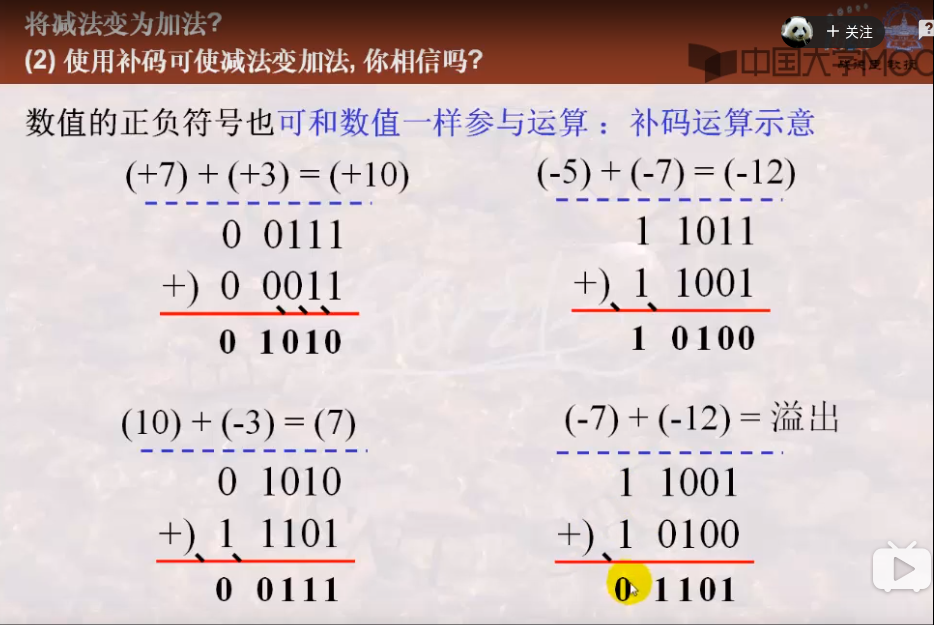 将减法变为加法?
(2) 使用补码可使减法变加法, 你相信吗?
+ 关注
?
中国大学MOC
数值的正负符号也可和数值一样参与运算 : 补码运算示意
(+7) + (+3) = (+10)
0 0111
+) 0 0011
0 1010
(-5) + (-7) = (-12)
1 1011
+) 1 1001
1 0100
(10) + (-3) = (7)
0 1010
+) 1 1101
0 0111
(-7) + (-12) = 溢出
1 1001
+) 1 0100
0 1101